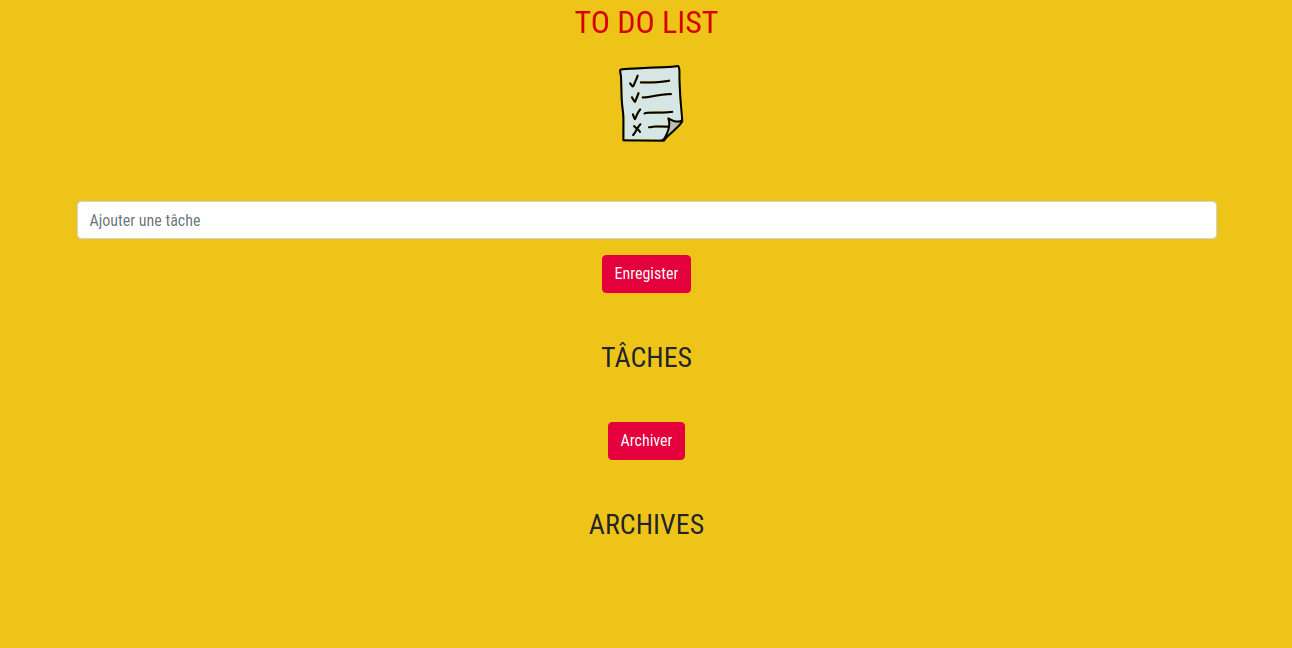 TO DO LIST
Ajouter une tâche
Enregister
TÂCHES
Archiver
ARCHIVES